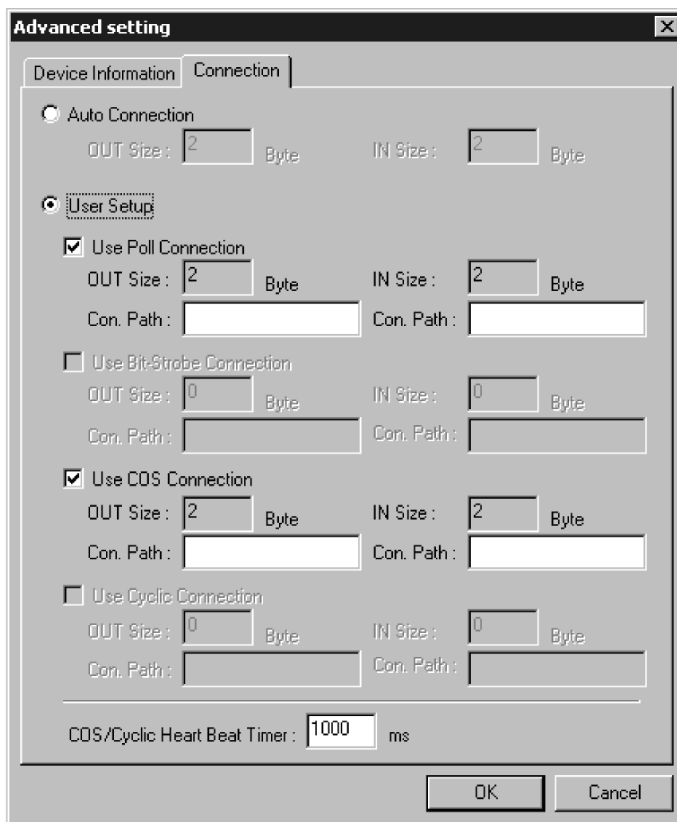 Advanced setting
Device Information Connection
Auto Connection
OUT Size : 2 Byte IN Size : 2 Byte
User Setup
Use Poll Connection
OUT Size : 2 Byte IN Size : 2 Byte
Con. Path : Con. Path :
Use Bit-Strobe Connection
OUT Size : 0 Byte IN Size : 0 Byte
Con. Path : Con. Path :
Use COS Connection
OUT Size : 2 Byte IN Size : 2 Byte
Con. Path : Con. Path :
Use Cyclic Connection
OUT Size : 0 Byte IN Size : 0 Byte
Con. Path : Con. Path :
COS/Cyclic Heart Beat Timer : 1000 ms
OK Cancel